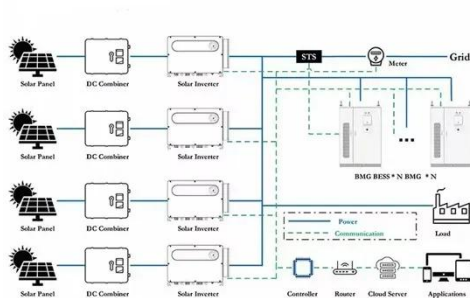 STS
Meter
Grid
Solar Panel DC Combiner Solar Inverter
Solar Panel DC Combiner Solar Inverter
BMG BESS * N BMG * N
Solar Panel DC Combiner Solar Inverter
Power
Communication
Load
Solar Panel DC Combiner Solar Inverter
Controller Router Cloud Server Applications